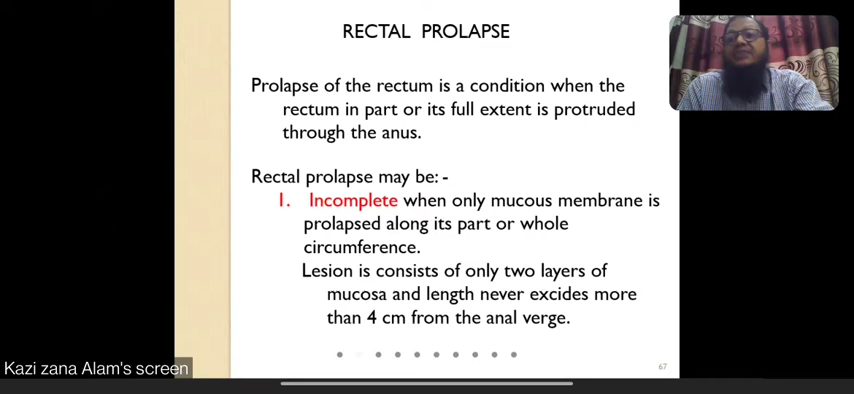 RECTAL PROLAPSE
Prolapse of the rectum is a condition when the
rectum in part or its full extent is protruded
through the anus.
Rectal prolapse may be: -
1. Incomplete when only mucous membrane is
prolapsed along its part or whole
circumference.
Lesion is consists of only two layers of
mucosa and length never excides more
than 4 cm from the anal verge.
67
Kazi zana Alam's screen